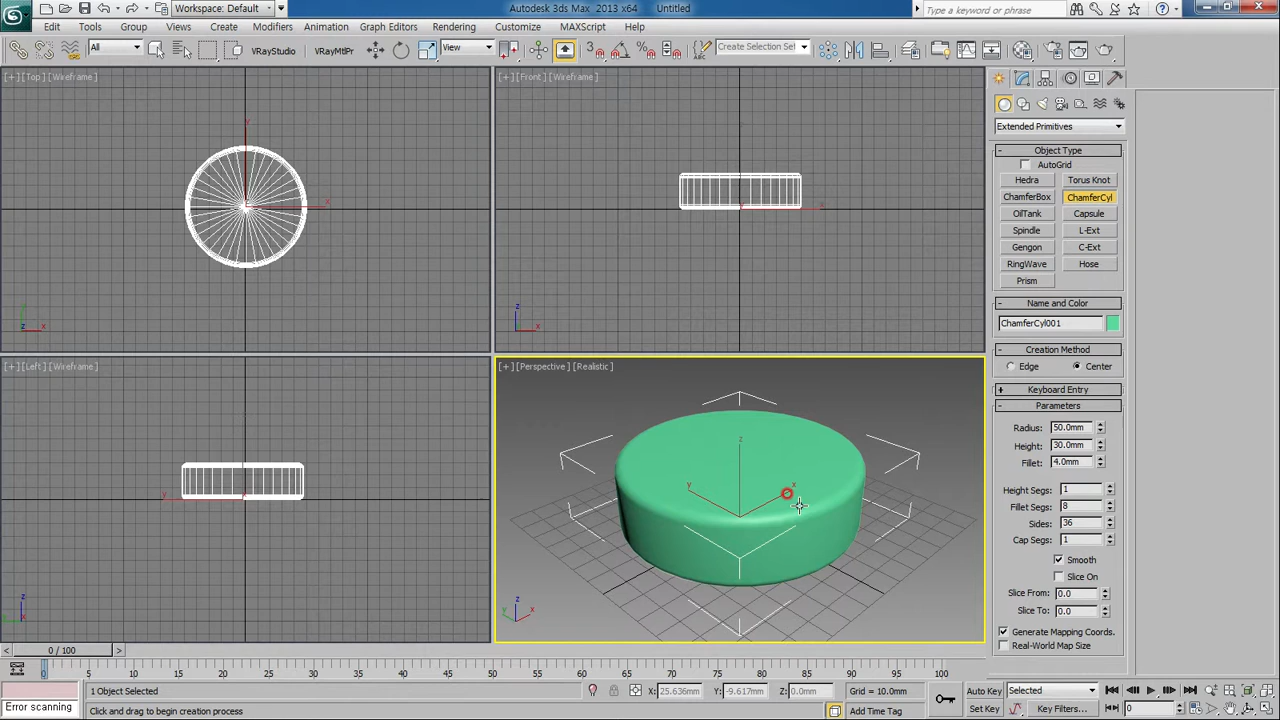 Workspace: Default
Autodesk 3ds Max 2013 x64
Untitled
Type a keyword or phrase
Edit
Tools
Group
Views
Create
Modifiers
Animation
Graph Editors
Rendering
Customize
MAXScript
Help
All
VRayStudio
VRayMtlPr
View
3
Create Selection Set
[+][Top][Wireframe]
[+][Front][Wireframe]
Extended Primitives
- Object Type
AutoGrid
Hedra
Torus Knot
ChamferBox
ChamferCyl
OilTank
Capsule
Spindle
L-Ext
Gengon
C-Ext
RingWave
Hose
Prism
- Name and Color
ChamferCyl001
- Creation Method
Edge
Center
+ Keyboard Entry
- Parameters
Radius: 50.0mm
Height: 30.0mm
Fillet: 4.0mm
Height Segs: 1
Fillet Segs: 8
Sides: 36
Cap Segs: 1
Smooth
Slice On
Slice From: 0.0
Slice To: 0.0
Generate Mapping Coords.
Real-World Map Size
[+][Left][Wireframe]
[+][Perspective][Realistic]
x
y
z
< 0 / 100 >
0 5 10 15 20 25 30 35 40 45 50 55 60 65 70 75 80 85 90 95 100
1 Object Selected
X: 25.636mm
Y: -9.617mm
Z: 0.0mm
Grid = 10.0mm
Auto Key
Selected
Error scanning
Click and drag to begin creation process
Add Time Tag
Set Key
Key Filters...
0